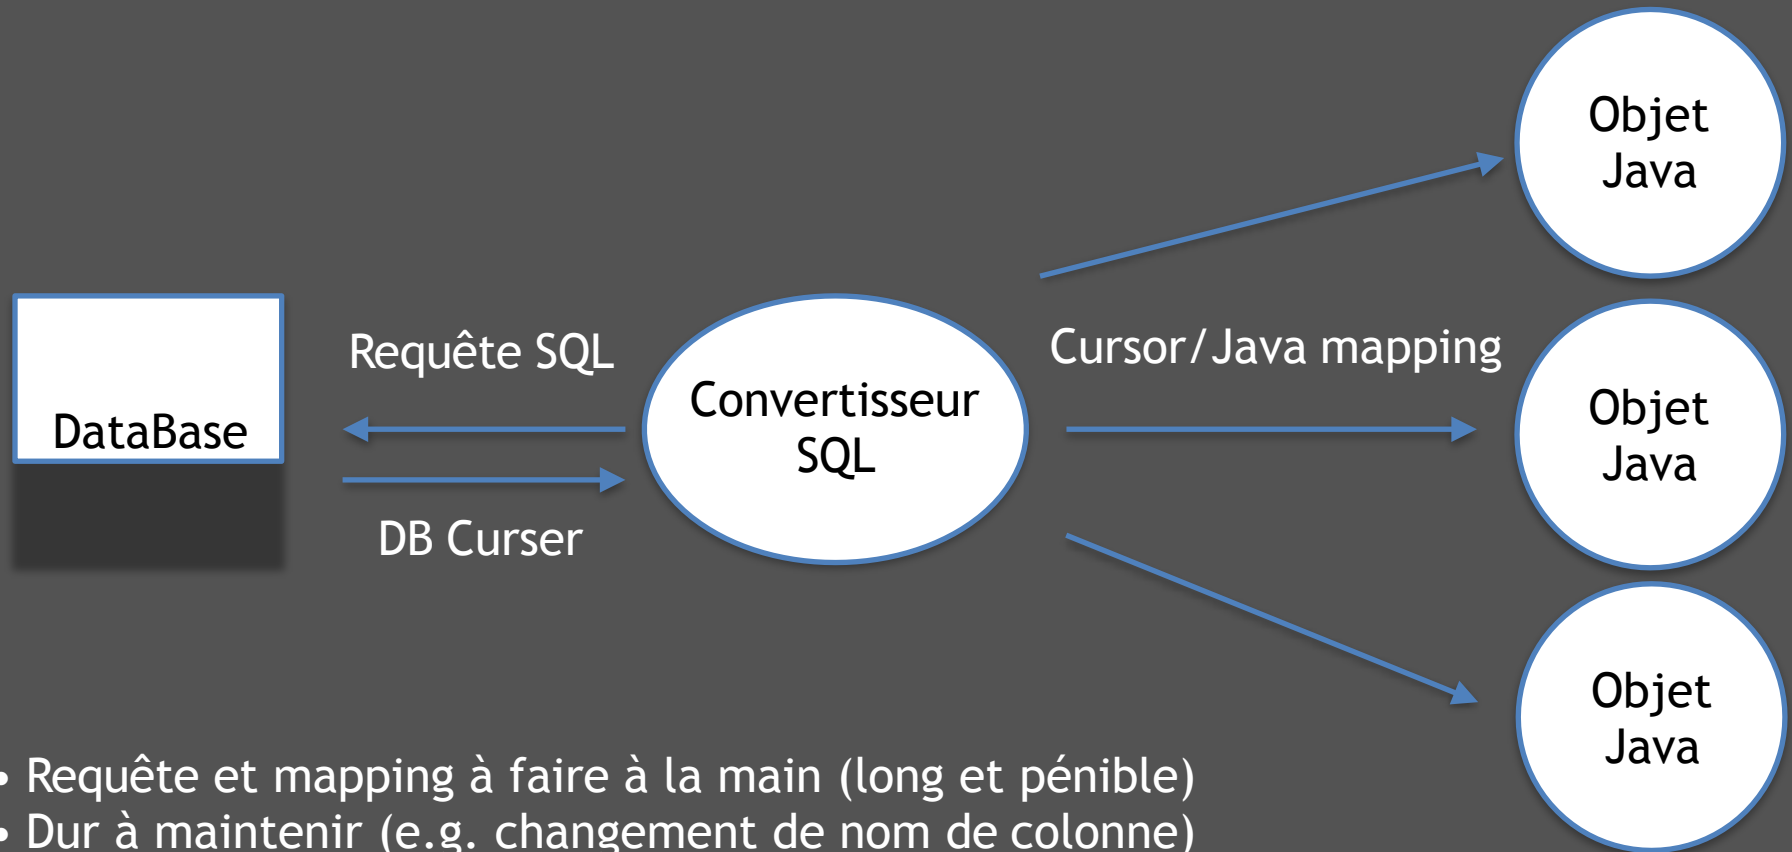 Objet
Java
Requête SQL
Cursor/Java mapping
DataBase
Convertisseur
SQL
Objet
Java
DB Curser
Objet
Java
• Requête et mapping à faire à la main (long et pénible)
• Dur à maintenir (e.g. changement de nom de colonne)